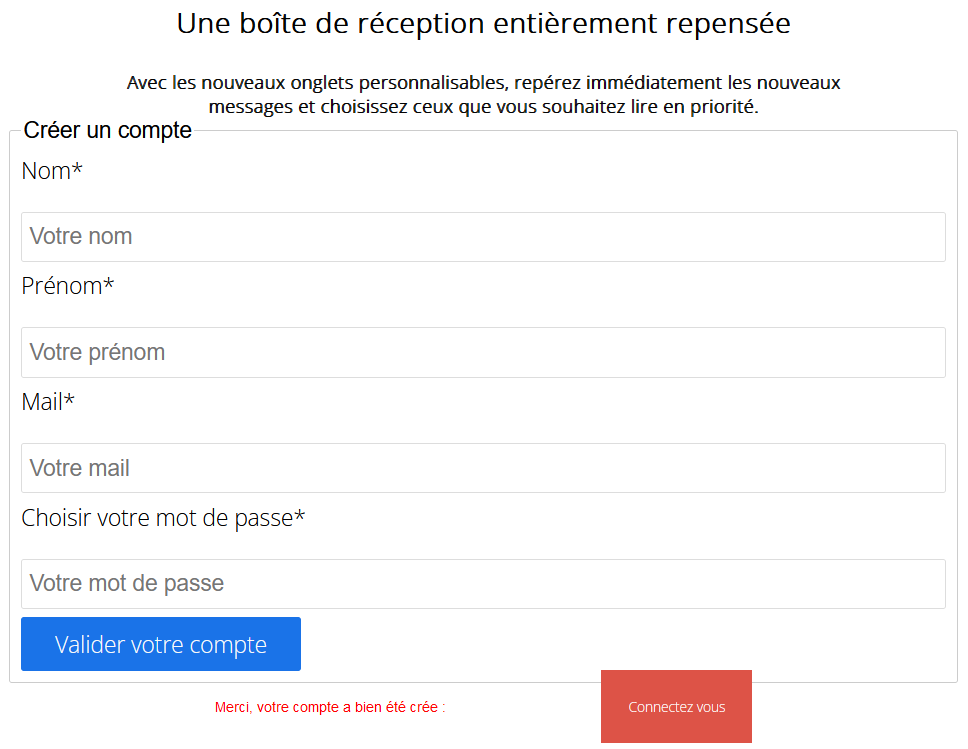 Une boîte de réception entièrement repensée
Avec les nouveaux onglets personnalisables, repérez immédiatement les nouveaux
messages et choisissez ceux que vous souhaitez lire en priorité.
Créer un compte
Nom*
Votre nom
Prénom*
Votre prénom
Mail*
Votre mail
Choisir votre mot de passe*
Votre mot de passe
Valider votre compte
Merci, votre compte a bien été crée :
Connectez vous